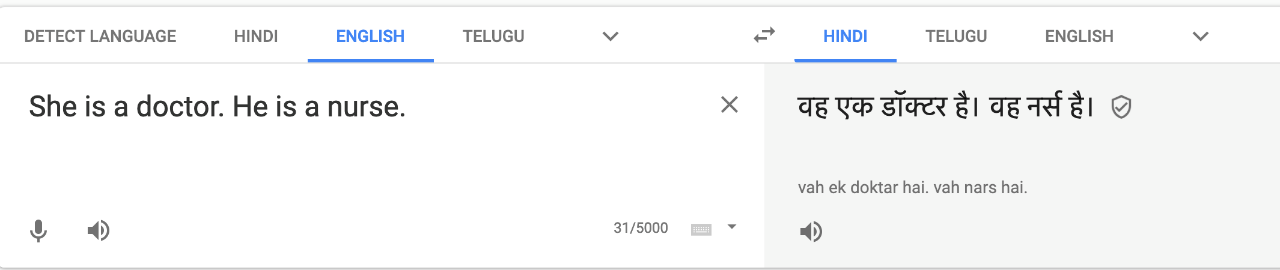 DETECT LANGUAGE HINDI ENGLISH TELUGU HINDI TELUGU ENGLISH
She is a doctor. He is a nurse.
वह एक डॉक्टर है। वह नर्स है।
vah ek doktar hai. vah nars hai.
31/5000